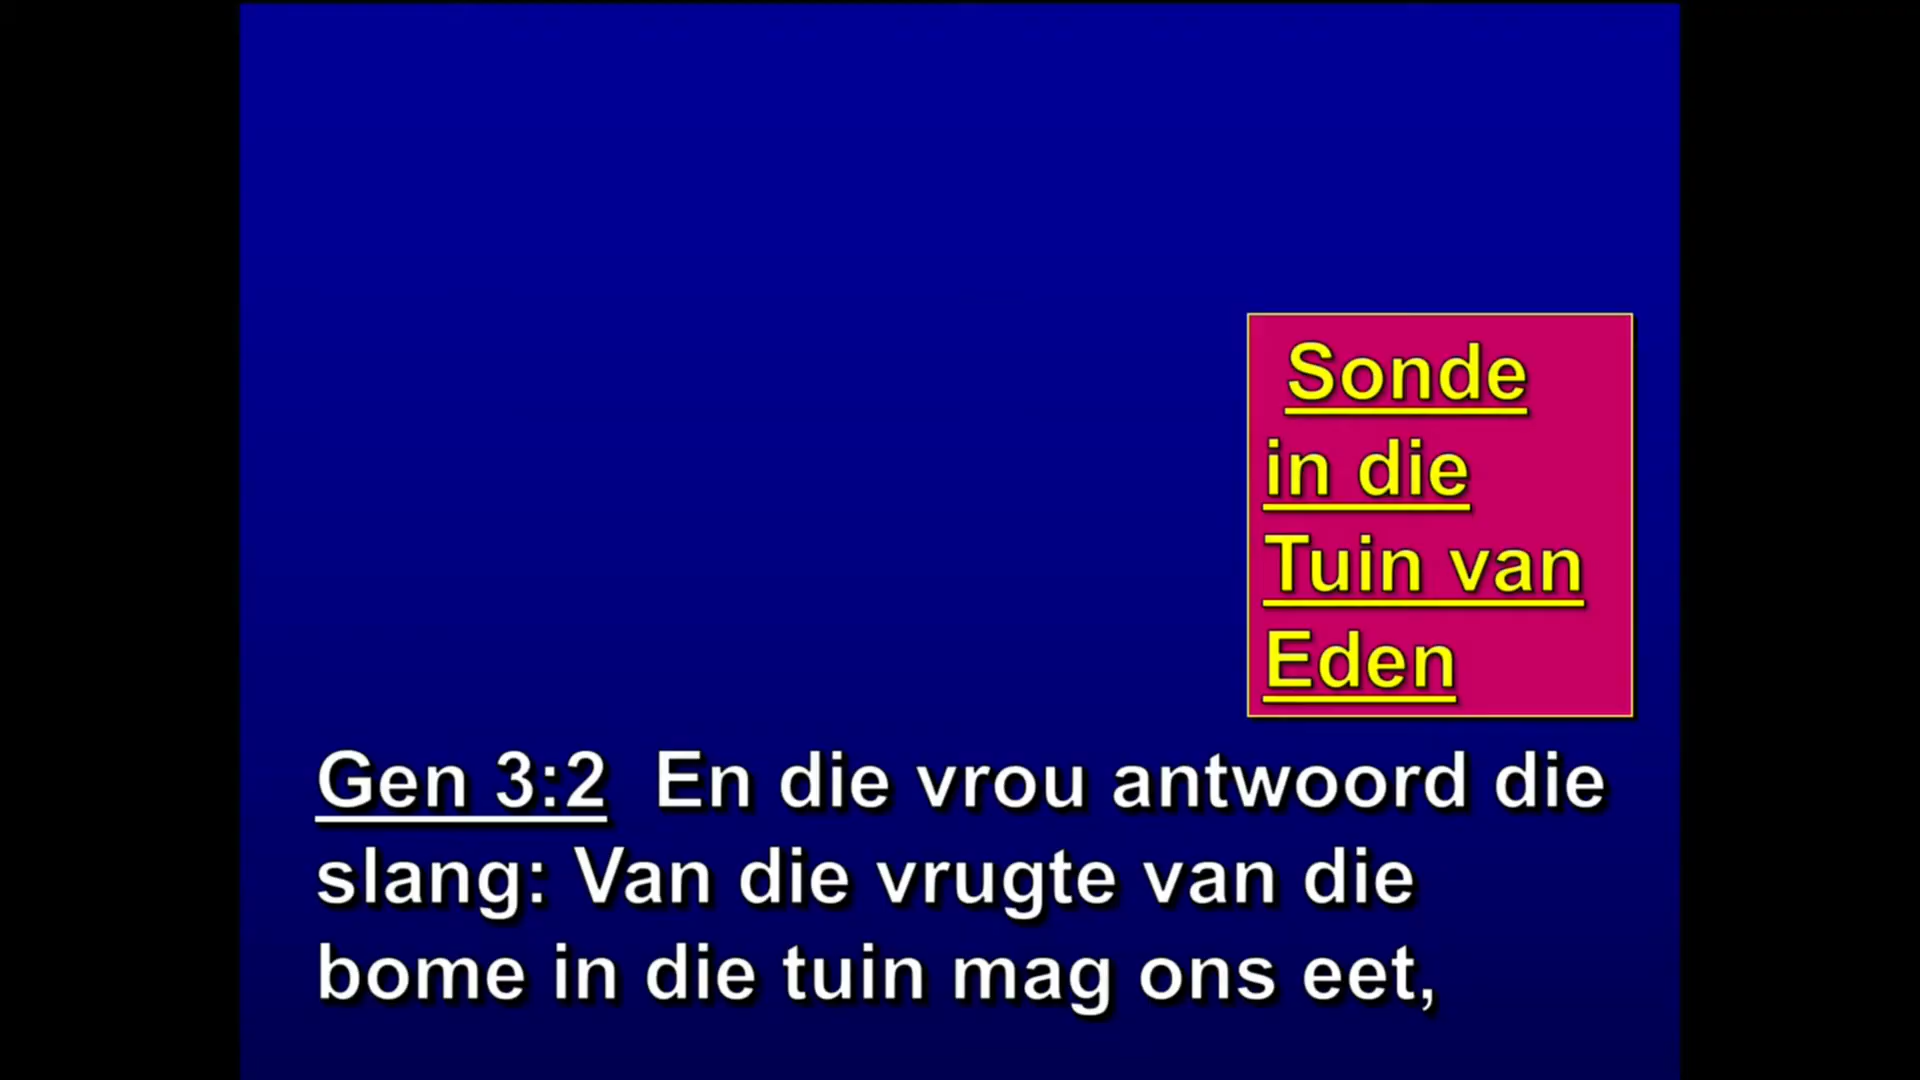 Sonde
in die
Tuin van
Eden
Gen 3:2 En die vrou antwoord die
slang: Van die vrugte van die
bome in die tuin mag ons eet,